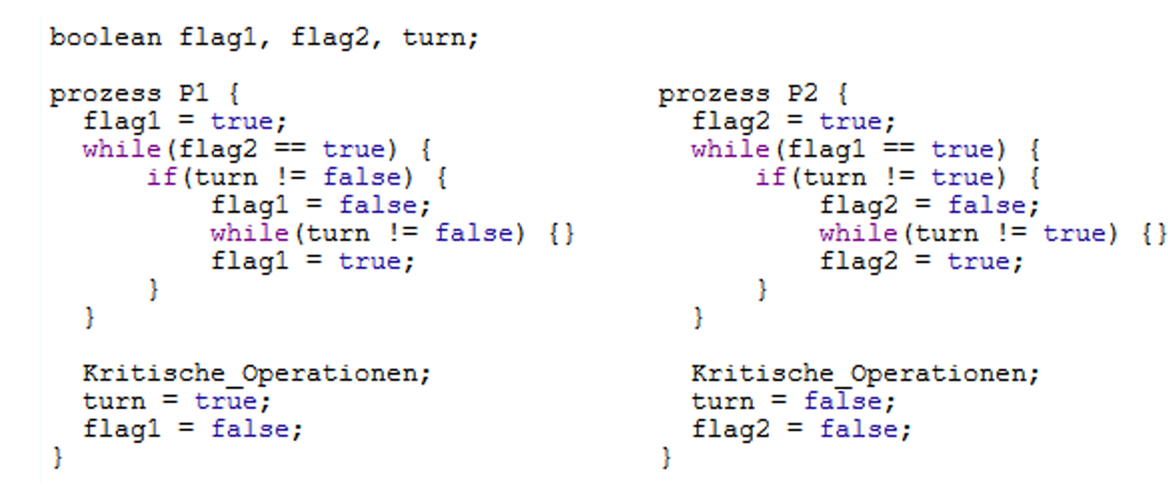 boolean flag1, flag2, turn;
prozess P1 {
flag1 = true;
while(flag2 == true) {
if(turn != false) {
flag1 = false;
while(turn != false) {}
flag1 = true;
}
}
Kritische_Operationen;
turn = true;
flag1 = false;
}
prozess P2 {
flag2 = true;
while(flag1 == true) {
if(turn != true) {
flag2 = false;
while(turn != true) {}
flag2 = true;
}
}
Kritische_Operationen;
turn = false;
flag2 = false;
}